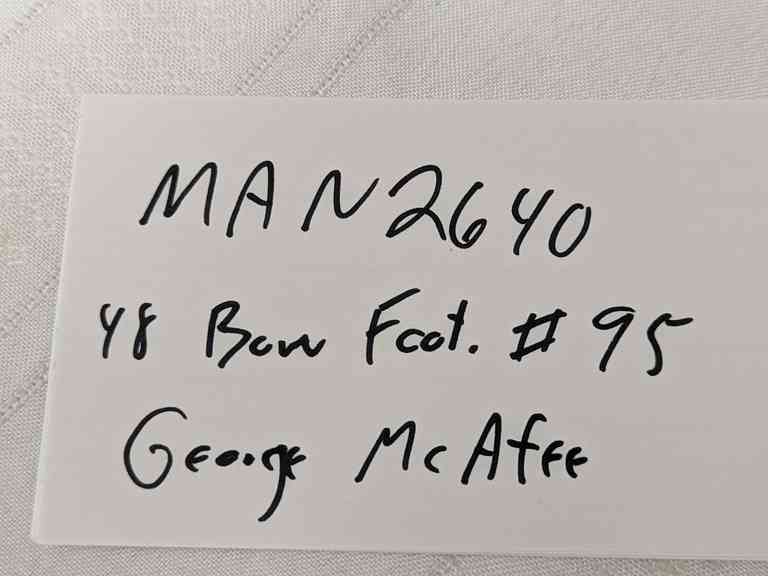 MAN2640
48 Bow Foot. # 95
George McAfee